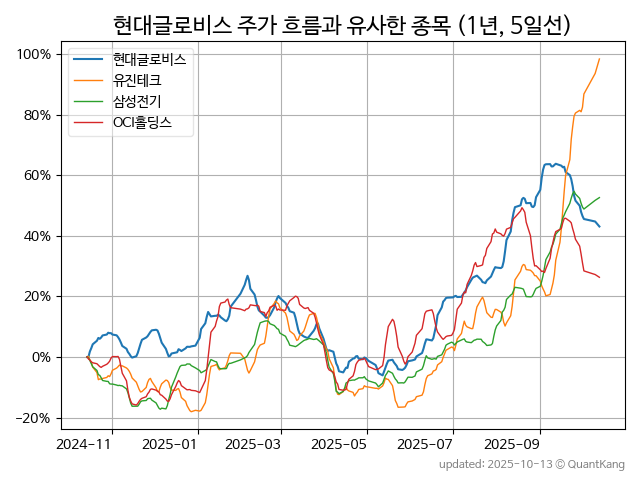 현대글로비스 주가 흐름과 유사한 종목 (1년, 5일선)
100%
80%
60%
40%
20%
0%
−20%
현대글로비스
유진테크
삼성전기
OCI홀딩스
2024-11 2025-01 2025-03 2025-05 2025-07 2025-09
updated: 2025-10-13 © QuantKang